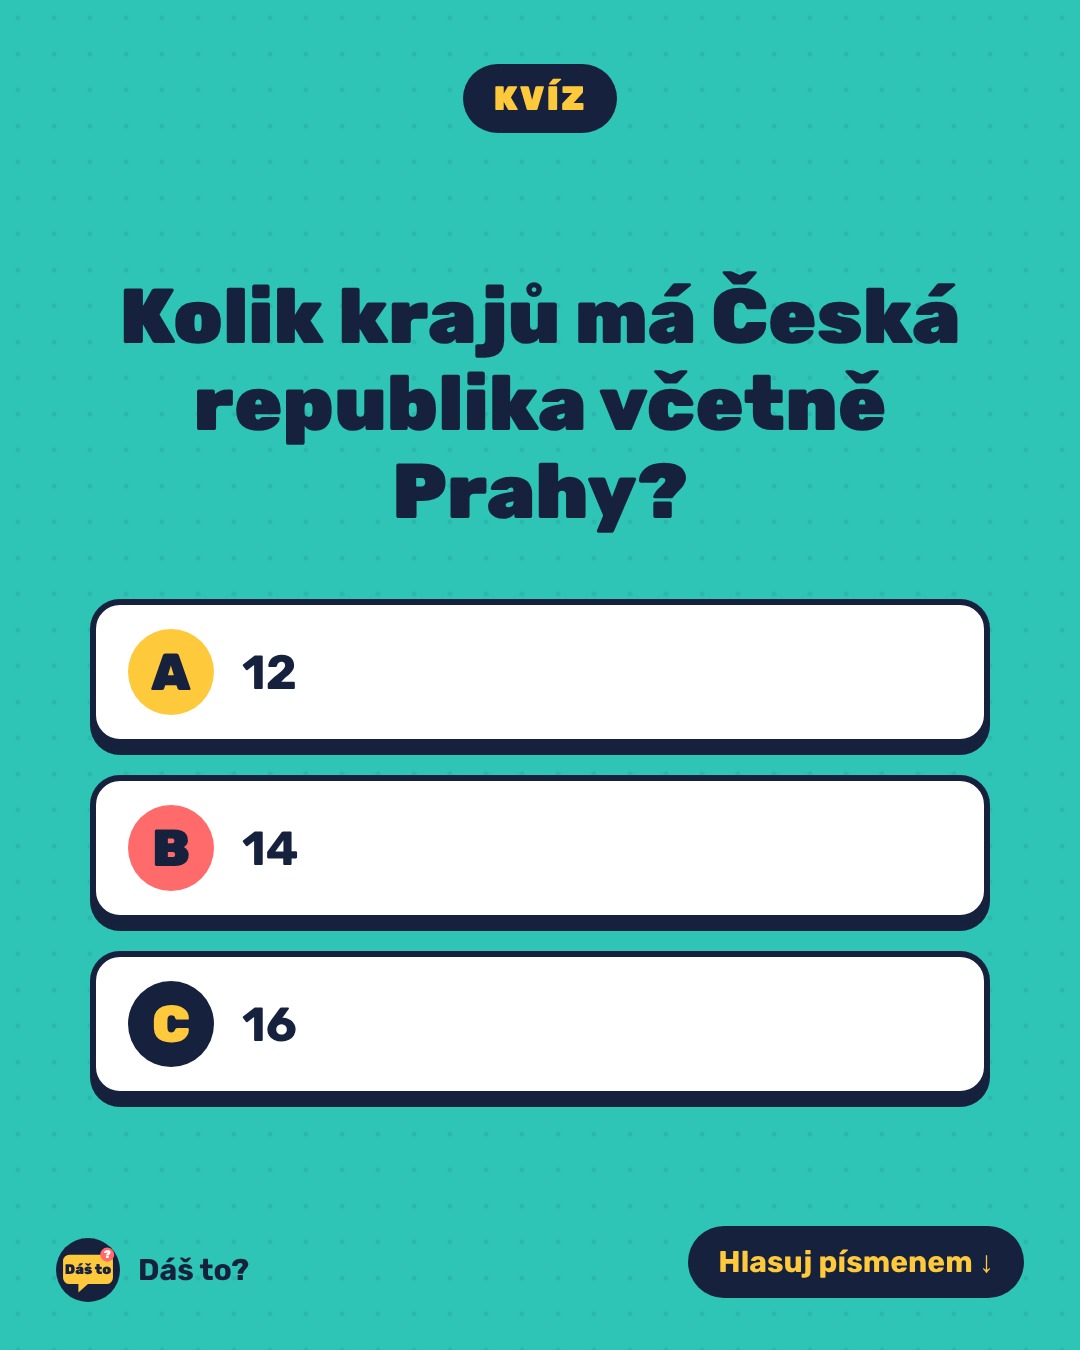 KVÍZ
Kolik krajů má Česká
republika včetně
Prahy?
A 12
B 14
C 16
Dáš to ?
Dáš to?
Hlasuj písmenem ↓